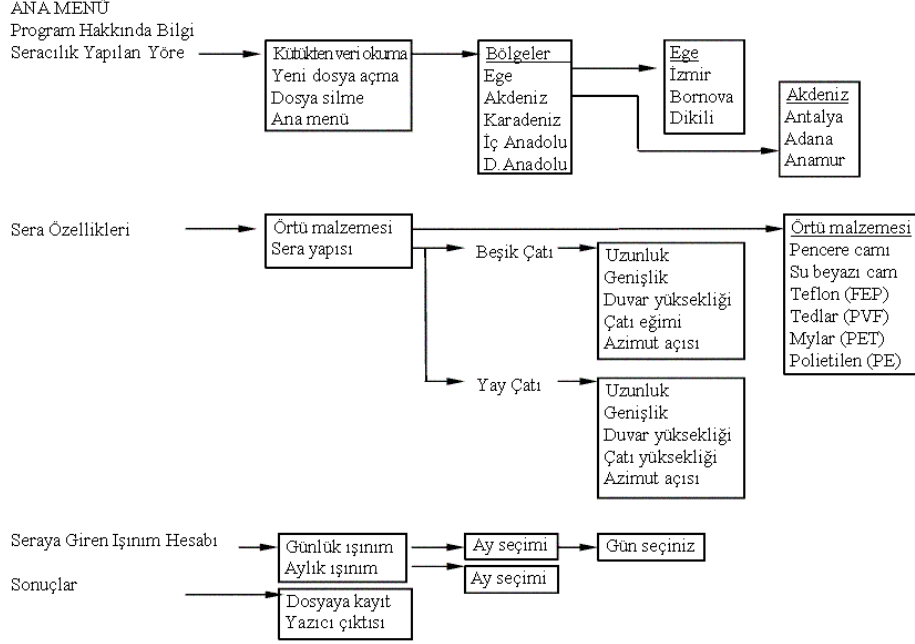 ANA MENÜ
Program Hakkında Bilgi
Seracılık Yapılan Yöre
Kütükten veri okuma
Yeni dosya açma
Dosya silme
Ana menü
Bölgeler
Ege
Akdeniz
Karadeniz
İç Anadolu
D. Anadolu
Ege
İzmir
Bornova
Dikili
Akdeniz
Antalya
Adana
Anamur
Sera Özellikleri
Örtü malzemesi
Sera yapısı
Beşik Çatı
Uzunluk
Genişlik
Duvar yüksekliği
Çatı eğimi
Azimut açısı
Örtü malzemesi
Pencere camı
Su beyazı cam
Teflon (FEP)
Tedlar (PVF)
Mylar (PET)
Polietilen (PE)
Yay Çatı
Uzunluk
Genişlik
Duvar yüksekliği
Çatı yüksekliği
Azimut açısı
Seraya Giren Işınım Hesabı
Günlük ışınım
Aylık ışınım
Ay seçimi
Gün seçiniz
Ay seçimi
Sonuçlar
Dosyaya kayıt
Yazıcı çıktısı